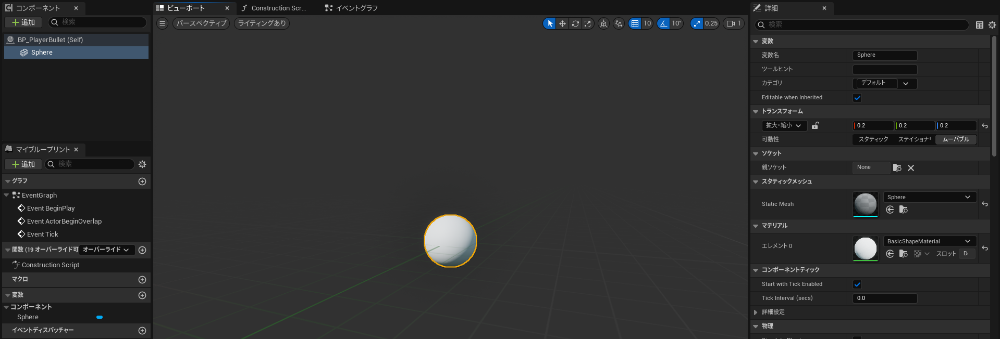 コンポーネント
追加
検索
BP_PlayerBullet (Self)
Sphere
マイブループリント
追加
検索
グラフ
EventGraph
Event BeginPlay
Event ActorBeginOverlap
Event Tick
関数 (19 オーバーライド可
オーバーライド
Construction Script
マクロ
変数
コンポーネント
Sphere
イベントディスパッチャー
ビューポート
Construction Scr...
イベントグラフ
パースペクティブ
ライティングあり
10
10°
0.25
1
詳細
検索
変数
変数名
Sphere
ツールヒント
カテゴリ
デフォルト
Editable when Inherited
トランスフォーム
拡大・縮小
0.2
0.2
0.2
可動性
スタティック
ステイショナリ
ムーバブル
ソケット
親ソケット
None
スタティックメッシュ
Static Mesh
Sphere
マテリアル
エレメント 0
BasicShapeMaterial
スロット
D
コンポーネントティック
Start with Tick Enabled
Tick Interval (secs)
0.0
詳細設定
物理